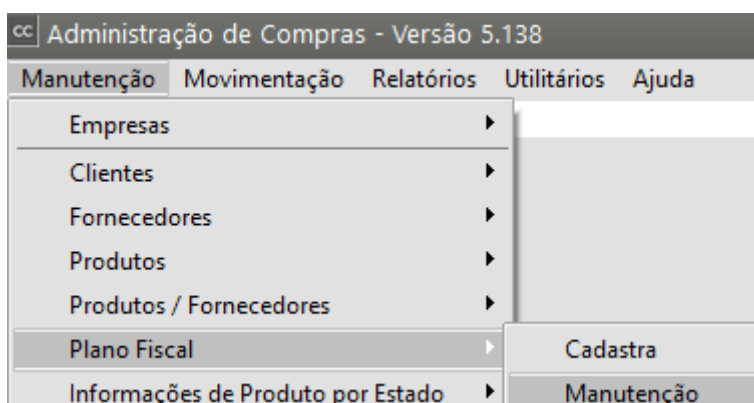 cc Administração de Compras - Versão 5.138
Manutenção Movimentação Relatórios Utilitários Ajuda
Empresas
Clientes
Fornecedores
Produtos
Produtos / Fornecedores
Plano Fiscal
Cadastra
Informações de Produto por Estado
Manutenção